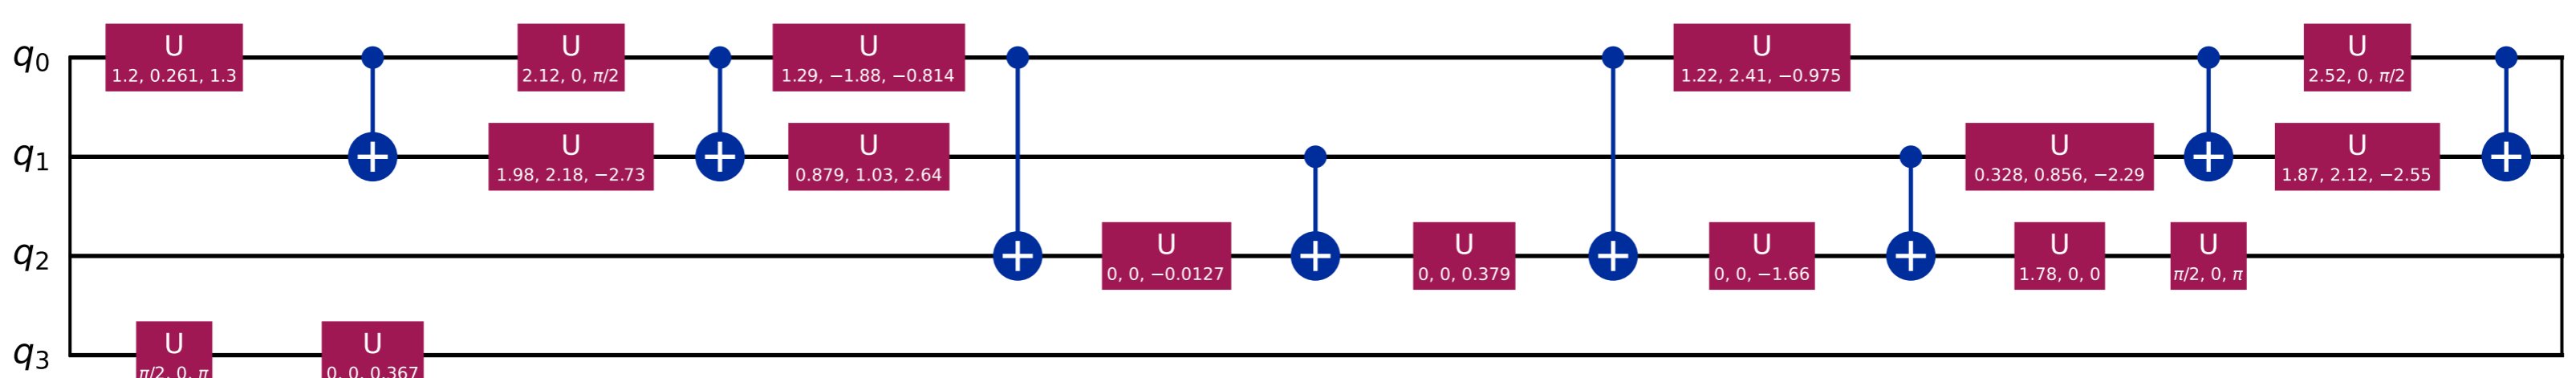 q0 U 1.2, 0.261, 1.3 U 2.12, 0, π/2 U 1.29, −1.88, −0.814 U 1.22, 2.41, −0.975 U 2.52, 0, π/2
q1 U 1.98, 2.18, −2.73 U 0.879, 1.03, 2.64 U 0.328, 0.856, −2.29 U 1.87, 2.12, −2.55
q2 U 0, 0, −0.0127 U 0, 0, 0.379 U 0, 0, −1.66 U 1.78, 0, 0 U π/2, 0, π
q3 U π/2, 0, π U 0, 0, 0.367